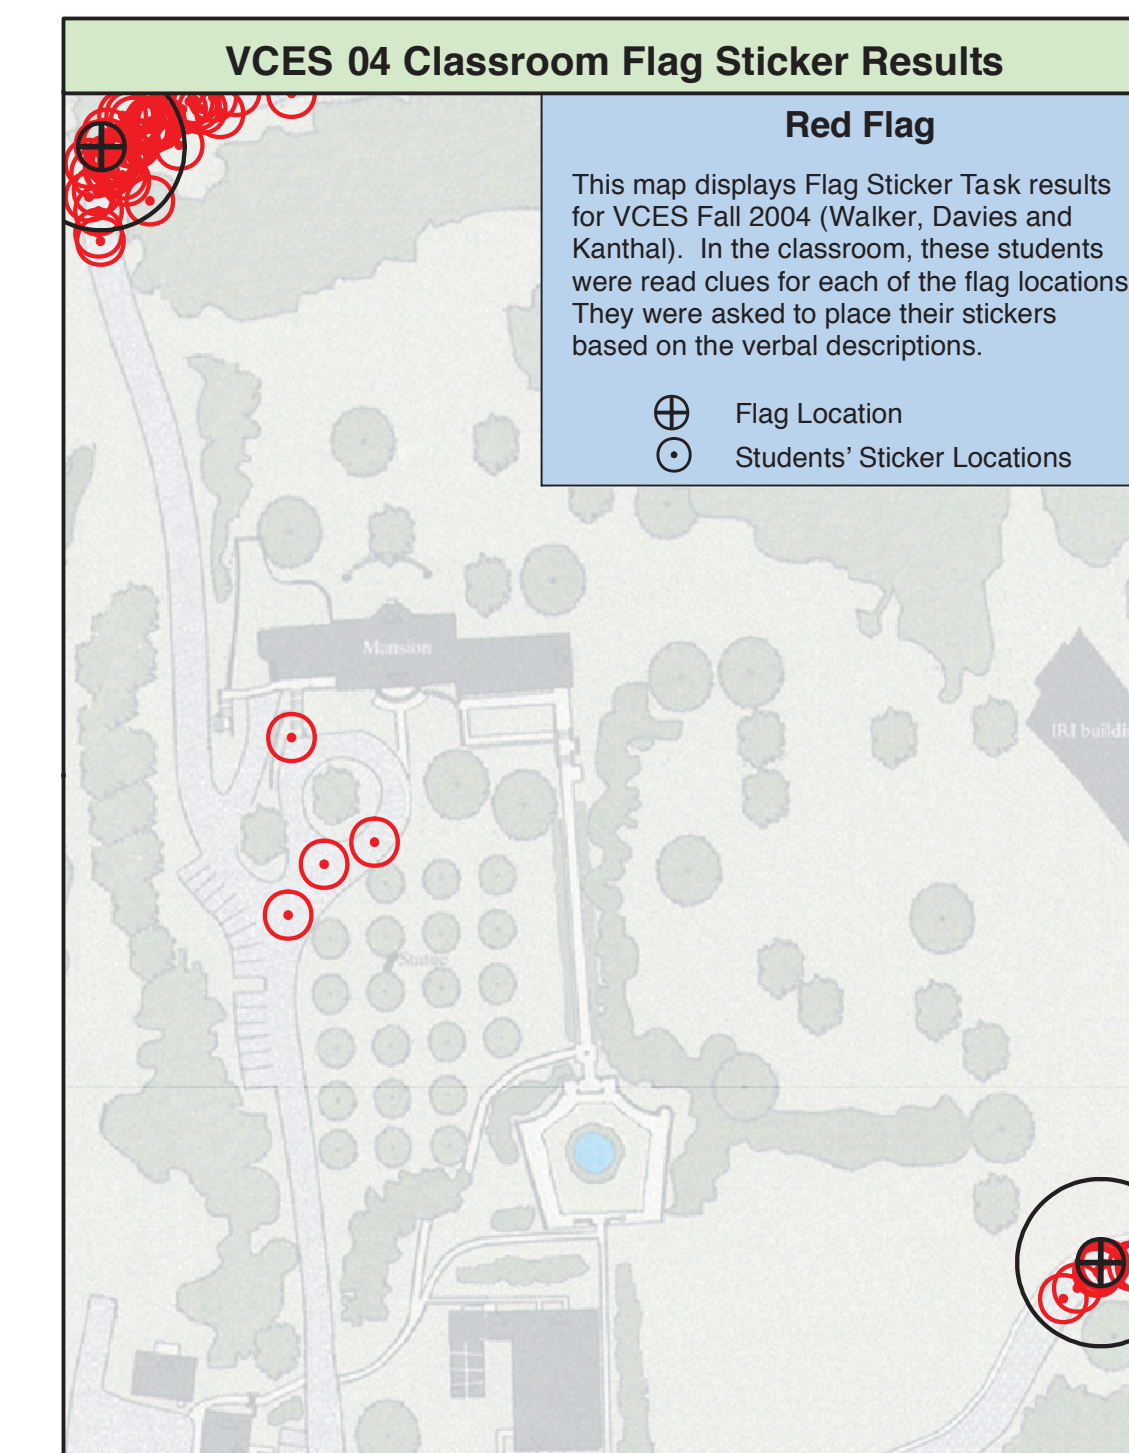 VCES 04 Classroom Flag Sticker Results
Red Flag
This map displays Flag Sticker Task results
for VCES Fall 2004 (Walker, Davies and
Kanthal). In the classroom, these students
were read clues for each of the flag locations
They were asked to place their stickers
based on the verbal descriptions.
Flag Location
Students' Sticker Locations
Mansion
IRI buildi
Statue